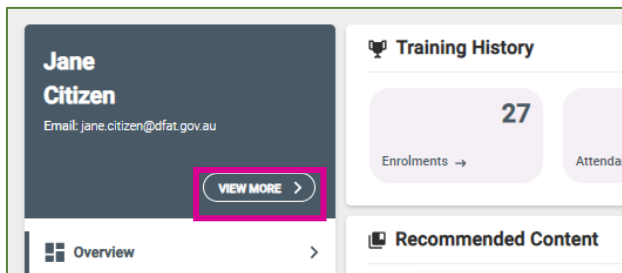 Jane
Citizen
Email: jane.citizen@dfat.gov.au
VIEW MORE
Overview
Training History
27
Enrolments →
Recommended Content